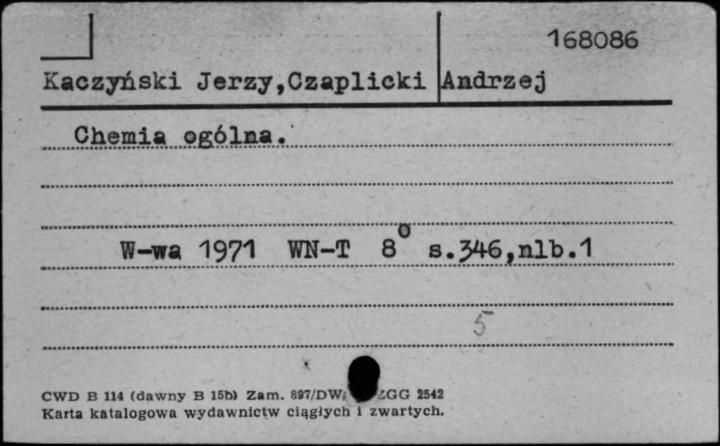 168086
Kaczyński Jerzy,Czaplicki Andrzej
Chemia ogólna.
W-wa 1971 WN-T 8° s.346,nlb.1
5
CWD B 114 (dawny B 15b) Zam. 897/DW GG 2542
Karta katalogowa wydawnictw ciągłych i zwartych.